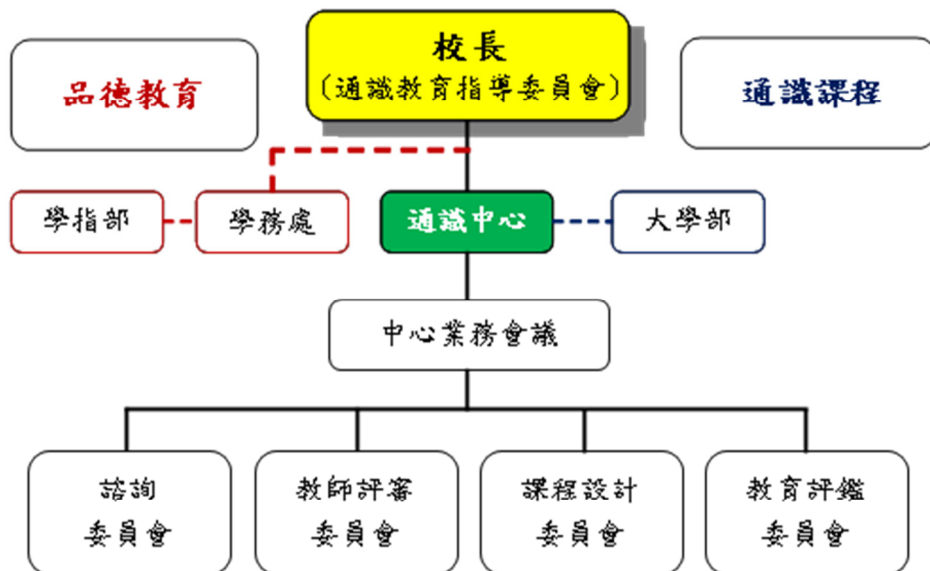 校長
（通識教育指導委員會）
品德教育
通識課程
學指部
學務處
通識中心
大學部
中心業務會議
諮詢
委員會
教師評審
委員會
課程設計
委員會
教育評鑑
委員會